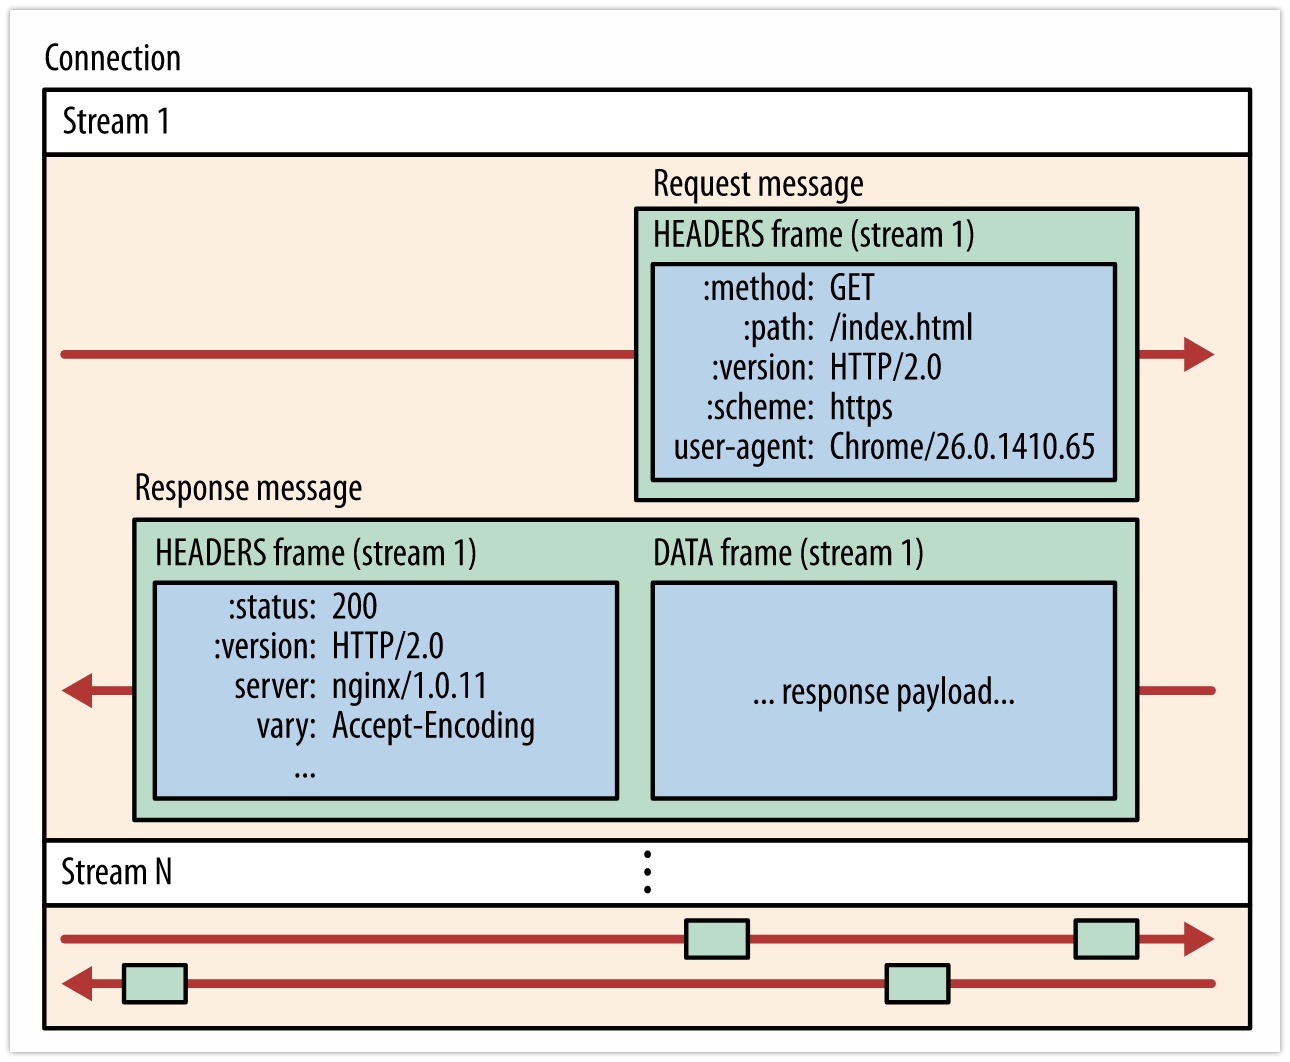 Connection
Stream 1
Request message
HEADERS frame (stream 1)
:method: GET
:path: /index.html
:version: HTTP/2.0
:scheme: https
user-agent: Chrome/26.0.1410.65
Response message
HEADERS frame (stream 1)
:status: 200
:version: HTTP/2.0
server: nginx/1.0.11
vary: Accept-Encoding
...
DATA frame (stream 1)
... response payload...
Stream N